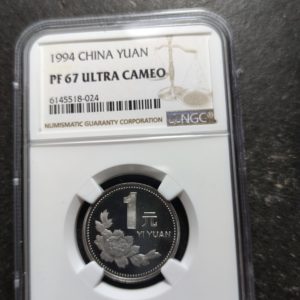 1994 CHINA YUAN
PF 67 ULTRA CAMEO
6145518-024
NUMISMATIC GUARANTY CORPORATION
NGC
1
元
YI YUAN